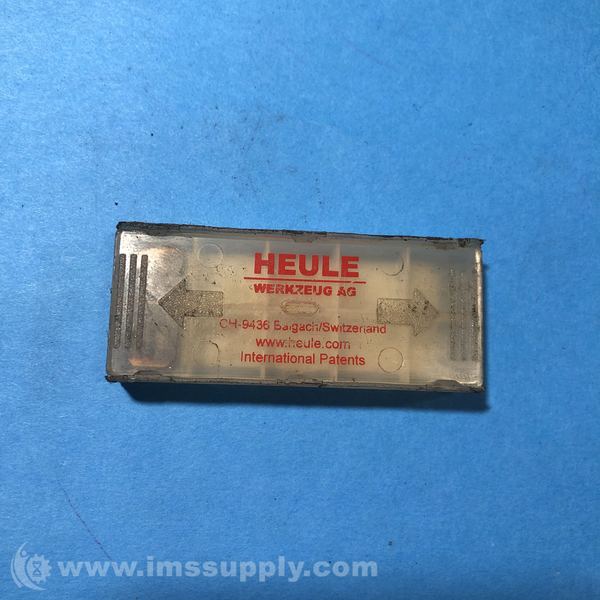 HEULE
WERKZEUG AG
CH-9436 Balgach/Switzerland
www.heule.com
International Patents
www.imssupply.com